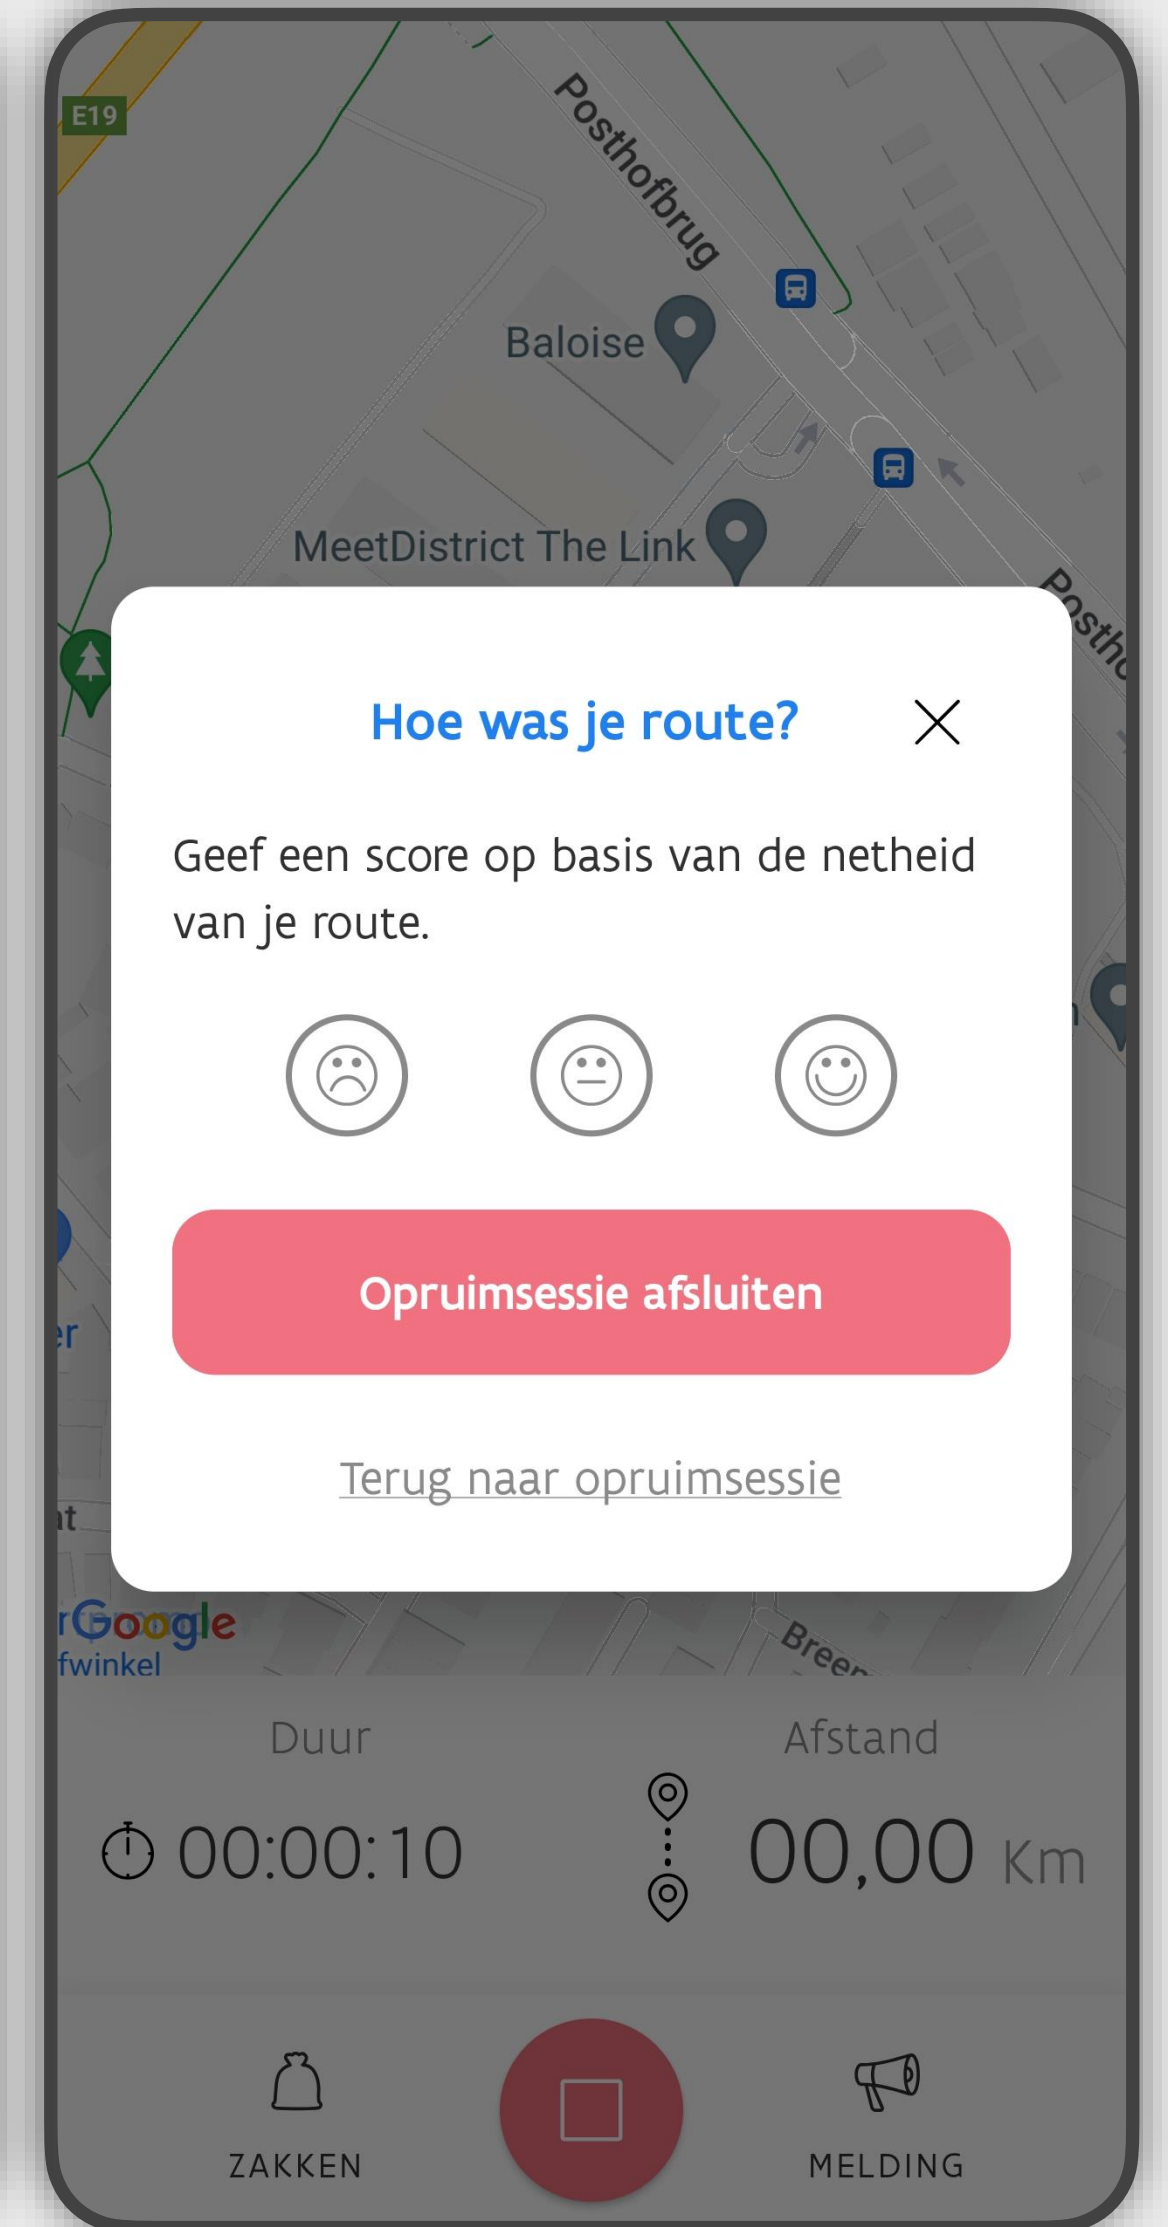 E19
Posthofbrug
Baloise
MeetDistrict The Link
Hoe was je route?
Geef een score op basis van de netheid
van je route.
Opruimsessie afsluiten
Terug naar opruimsessie
Google
fwinkel
Duur
Afstand
00:00:10
00,00 Km
ZAKKEN
MELDING